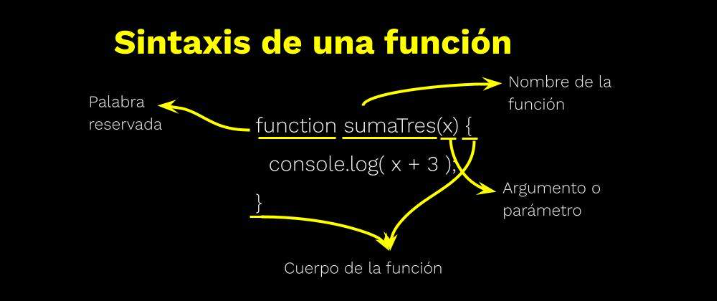 Sintaxis de una función
Nombre de la
función
Palabra
reservada
function sumaTres(x) {
console.log( x + 3 );
}
Argumento o
parámetro
Cuerpo de la función